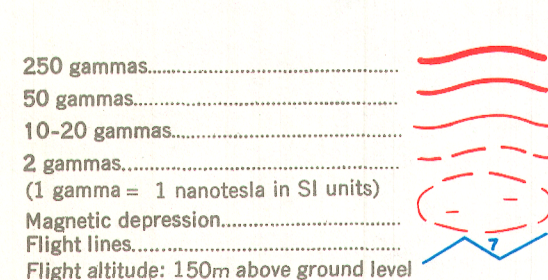 250 gammas
50 gammas
10-20 gammas
2 gammas
(1 gamma = 1 nanotesla in SI units)
Magnetic depression
Flight lines 7
Flight altitude: 150m above ground level